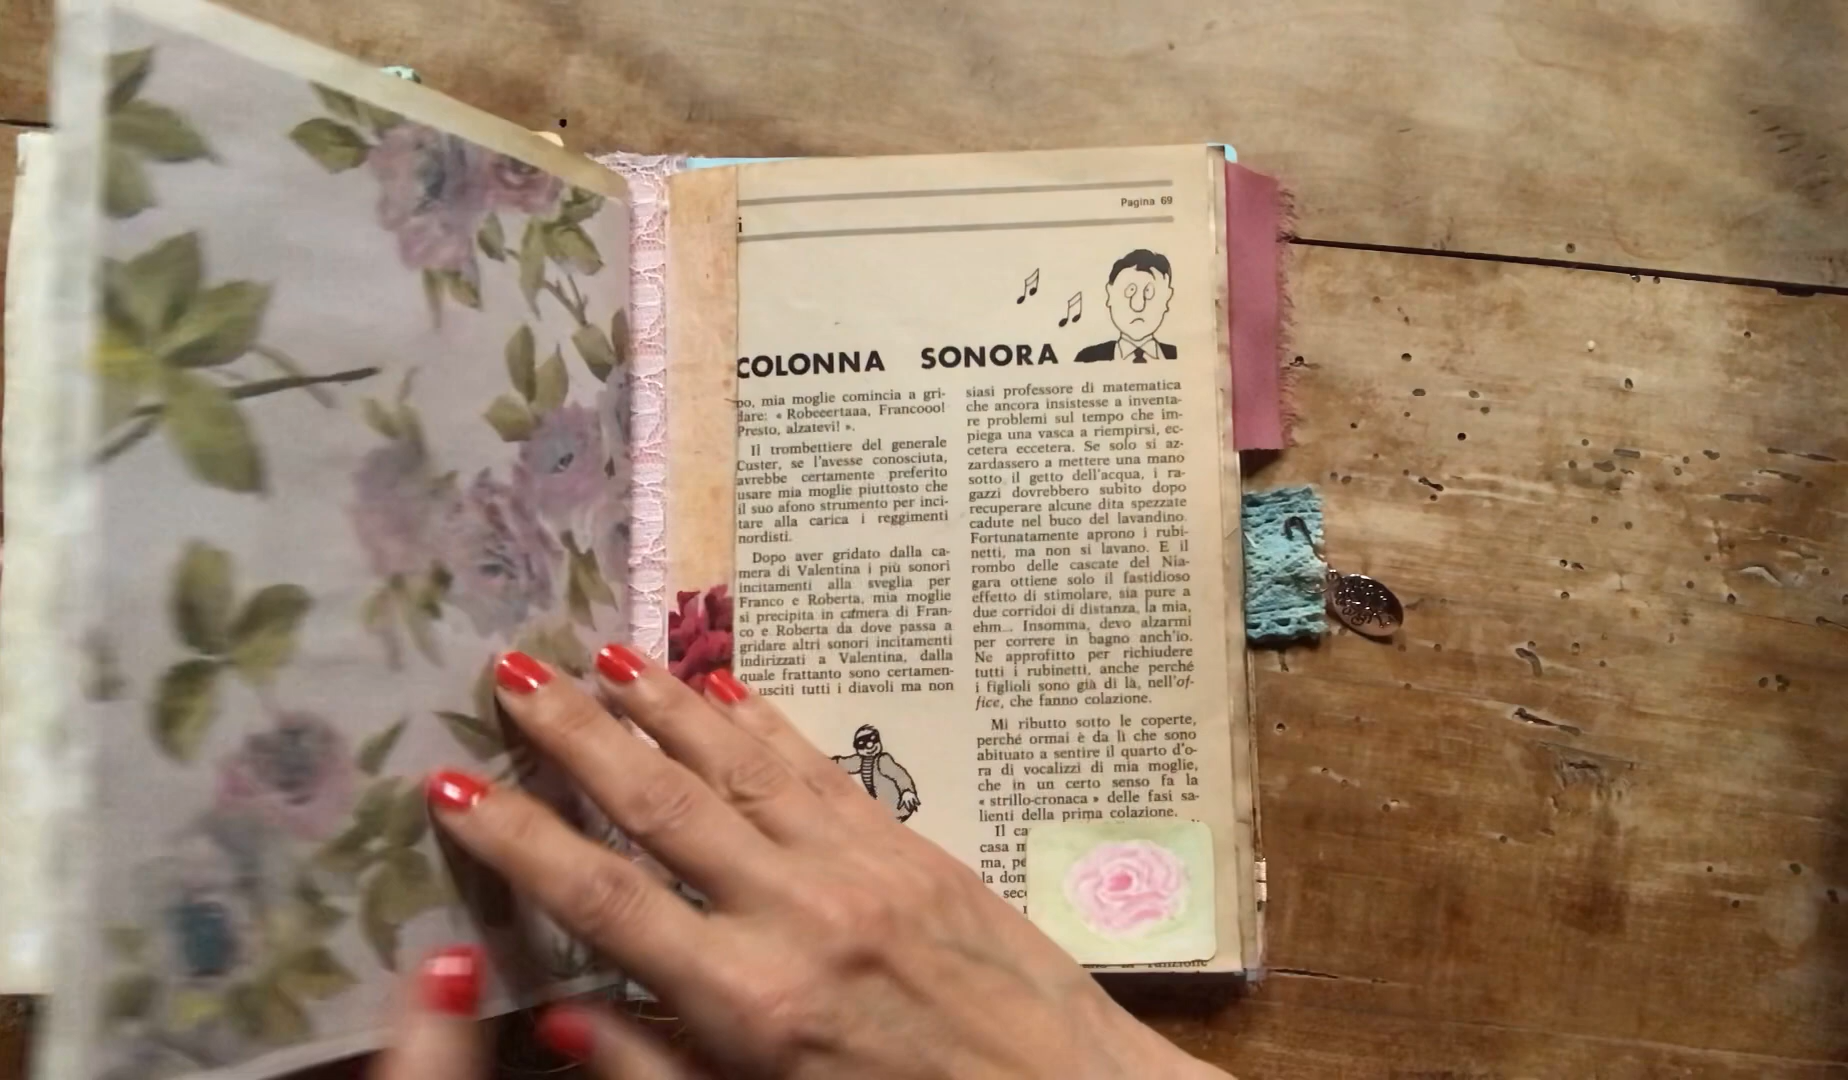 Pagina 69
i
COLONNA SONORA
po, mia moglie comincia a gri-
dare: « Robeeertaaa, Francooo!
Presto, alzatevi! ».
Il trombettiere del generale
Custer, se l'avesse conosciuta,
avrebbe certamente preferito
usare mia moglie piuttosto che
il suo afono strumento per inci-
tare alla carica i reggimenti
nordisti.
Dopo aver gridato dalla ca-
mera di Valentina i più sonori
incitamenti alla sveglia per
Franco e Roberta, mia moglie
si precipita in camera di Fran-
co e Roberta da dove passa a
gridare altri sonori incitamenti
indirizzati a Valentina, dalla
quale frattanto sono certamen-
usciti tutti i diavoli ma non
siasi professore di matematica
che ancora insistesse a inventa-
re problemi sul tempo che im-
piega una vasca a riempirsi, ec-
cetera eccetera. Se solo si az-
zardassero a mettere una mano
sotto il getto dell'acqua, i ra-
gazzi dovrebbero subito dopo
recuperare alcune dita spezzate
cadute nel buco del lavandino.
Fortunatamente aprono i rubi-
netti, ma non si lavano. E il
rombo delle cascate del Nia-
gara ottiene solo il fastidioso
effetto di stimolare, sia pure a
due corridoi di distanza, la mia,
ehm... Insomma, devo alzarmi
per correre in bagno anch'io.
Ne approfitto per richiudere
tutti i rubinetti, anche perché
i figlioli sono già di là, nell'of-
fice, che fanno colazione.
Mi ributto sotto le coperte,
perché ormai è da lì che sono
abituato a sentire il quarto d'o-
ra di vocalizzi di mia moglie,
che in un certo senso fa la
« strillo-cronaca » delle fasi sa-
lienti della prima colazione.
Il ca
casa m
ma, pe
la don
seco